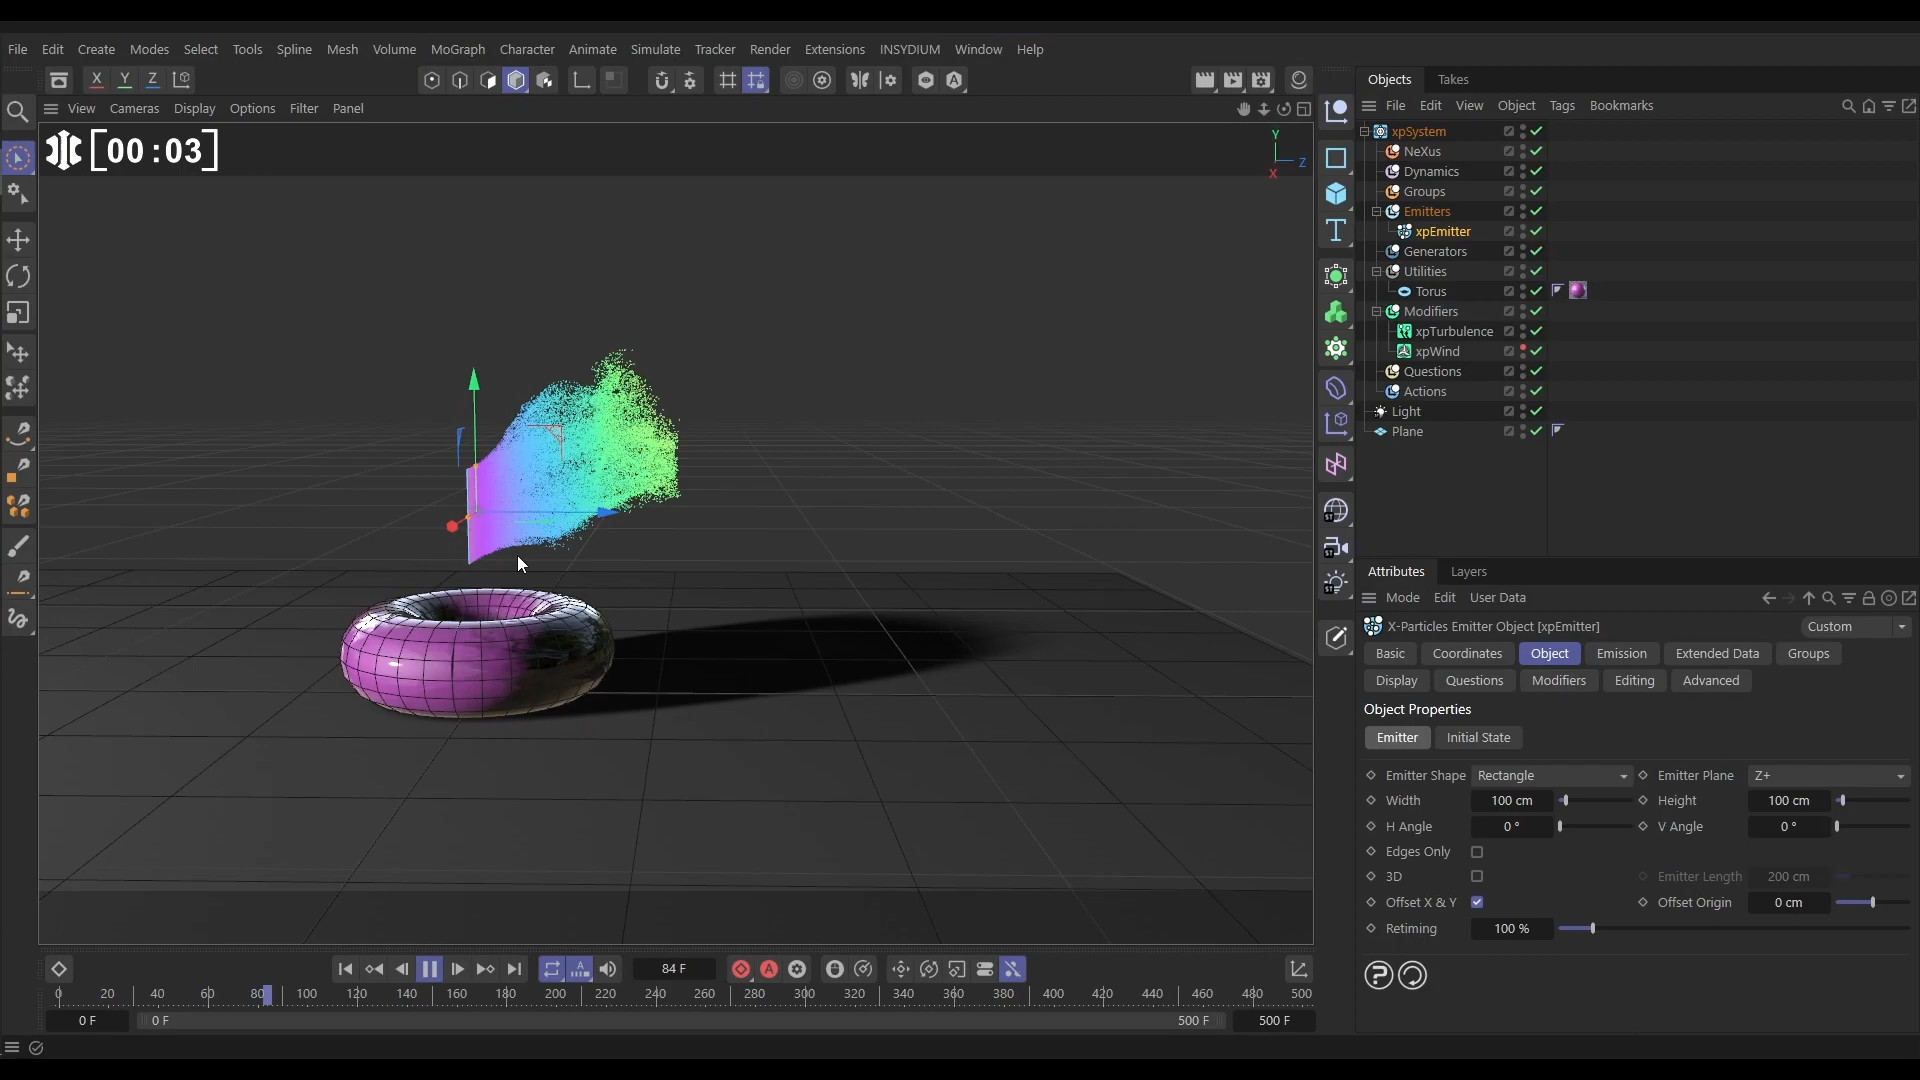 File Edit Create Modes Select Tools Spline Mesh Volume MoGraph Character Animate Simulate Tracker Render Extensions INSYDIUM Window Help
X Y Z
View Cameras Display Options Filter Panel
[00:03]
Y
Z
X
Objects Takes
File Edit View Object Tags Bookmarks
xpSystem
NeXus
Dynamics
Groups
Emitters
xpEmitter
Generators
Utilities
Torus
Modifiers
xpTurbulence
xpWind
Questions
Actions
Light
Plane
Attributes Layers
Mode Edit User Data
X-Particles Emitter Object [xpEmitter] Custom
Basic Coordinates Object Emission Extended Data Groups
Display Questions Modifiers Editing Advanced
Object Properties
Emitter Initial State
Emitter Shape Rectangle Emitter Plane Z+
Width 100 cm Height 100 cm
H Angle 0 ° V Angle 0 °
Edges Only
3D Emitter Length 200 cm
Offset X & Y Offset Origin 0 cm
Retiming 100 %
84 F
0 20 40 60 80 100 120 140 160 180 200 220 240 260 280 300 320 340 360 380 400 420 440 460 480 500
0 F 0 F 500 F 500 F